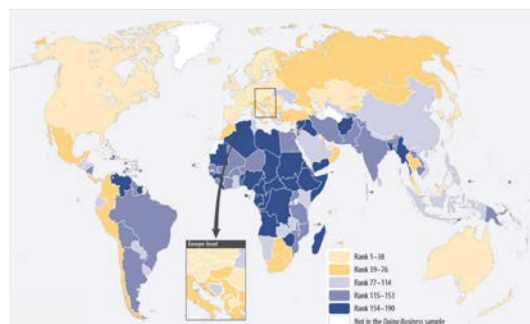 Europe Inset
Rank 1–38
Rank 39–76
Rank 77–114
Rank 115–153
Rank 154–190
Not in the Doing Business sample